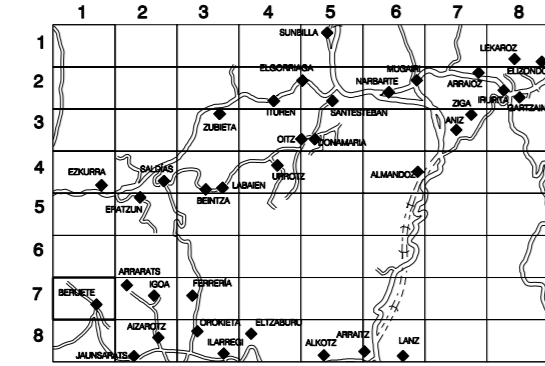 1 2 3 4 5 6 7 8
1
SUNBILLA
LEKAROZ
ELIZONDO
2
ELGORRIAGA
MUGAIRI
NARBARTE
ARRAIOZ
IRURITA
GARTZAIN
ITUREN
SANTESTEBAN
ZIGA
3
ZUBIETA
ANIZ
OITZ
DONAMARIA
4
EZKURRA
SALDIAS
URROTZ
ALMANDOZ
LABAIEN
BEINTZA
5
ERATZUN
6
7
ARRARATS
BERUETE
IGOA
FERRERÍA
8
AIZAROTZ
OROKIETA
ELTZABURU
ILARREGI
JAUNSARATS
ALKOTZ
ARRAITZ
LANZ